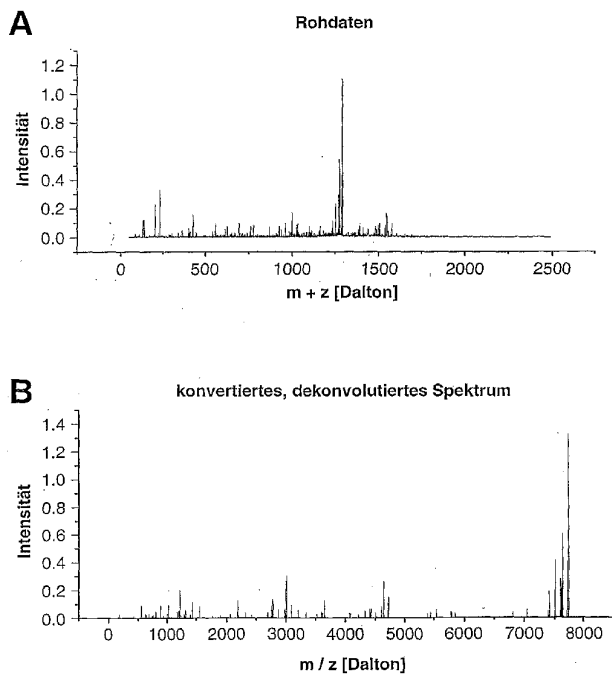 A
Rohdaten
Intensität
1.2
1.0
0.8
0.6
0.4
0.2
0.0
0 500 1000 1500 2000 2500
m + z [Dalton]
B
konvertiertes, dekonvolutiertes Spektrum
Intensität
1.4
1.2
1.0
0.8
0.6
0.4
0.2
0.0
0 1000 2000 3000 4000 5000 6000 7000 8000
m / z [Dalton]